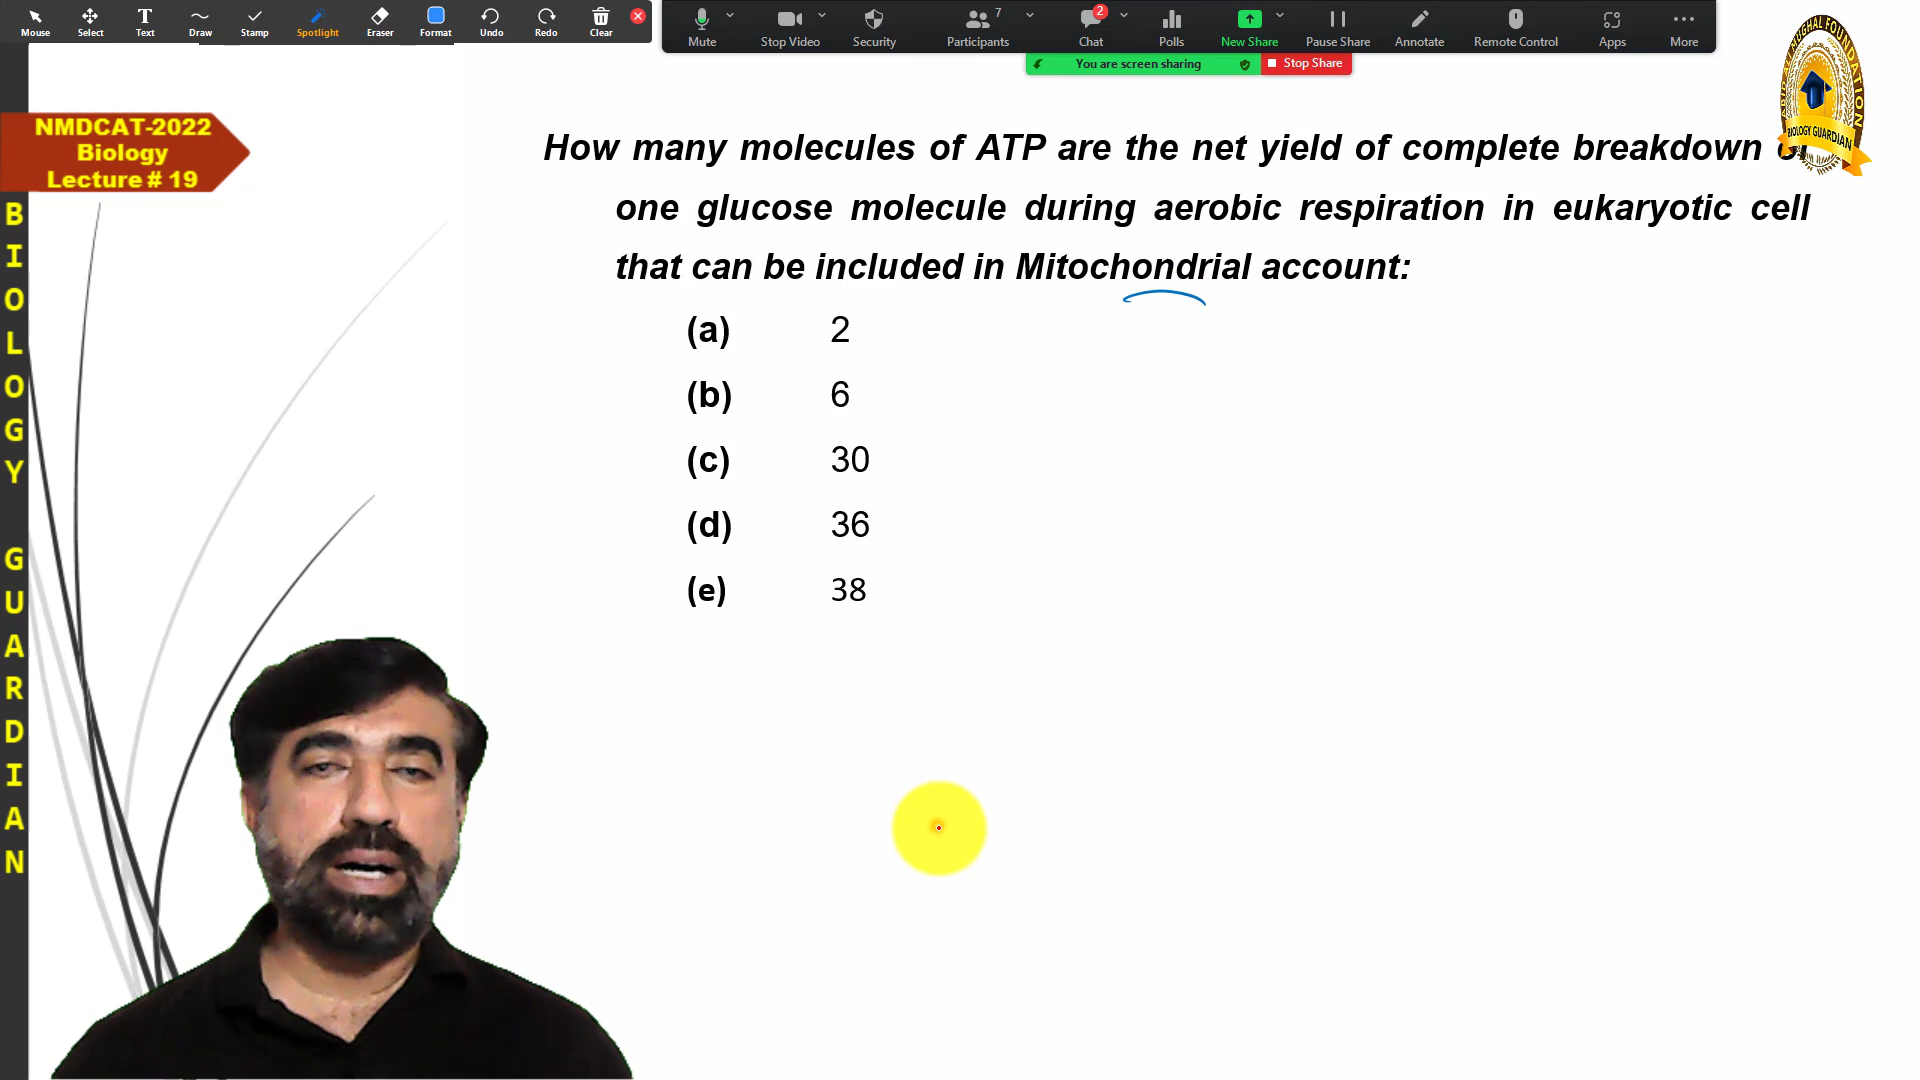 Mouse
Select
Text
Draw
Stamp
Spotlight
Eraser
Format
Undo
Redo
Clear
Mute
Stop Video
Security
Participants
7
Chat
2
Polls
New Share
Pause Share
Annotate
Remote Control
Apps
More
You are screen sharing
Stop Share
NMDCAT-2022
Biology
Lecture # 19
BIOLOGY GUARDIAN
BIOLOGY GUARDIAN
How many molecules of ATP are the net yield of complete breakdown of
one glucose molecule during aerobic respiration in eukaryotic cell
that can be included in Mitochondrial account:
(a) 2
(b) 6
(c) 30
(d) 36
(e) 38